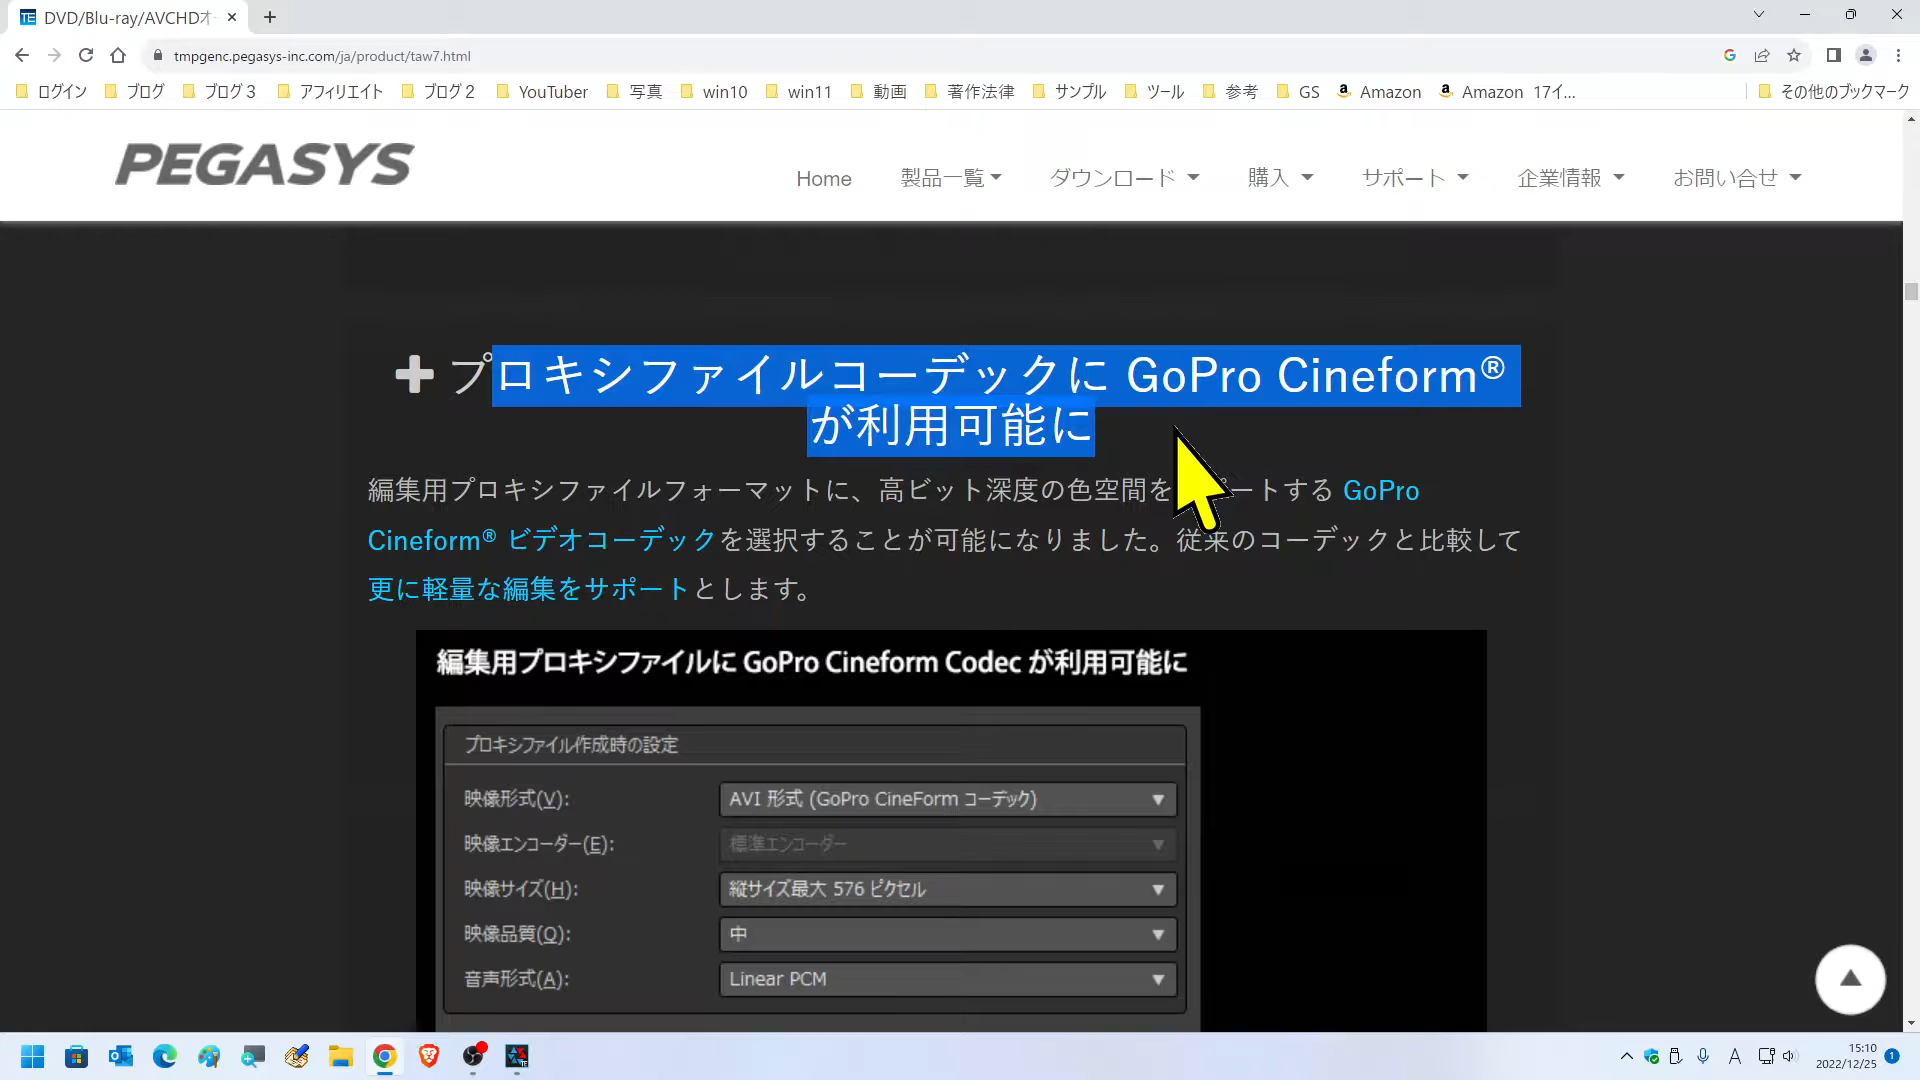 DVD/Blu-ray/AVCHDオー
tmpgenc.pegasys-inc.com/ja/product/taw7.html
ログイン ブログ ブログ3 アフィリエイト ブログ2 YouTuber 写真 win10 win11 動画 著作法律 サンプル ツール 参考 GS Amazon Amazon 17イ... その他のブックマーク
PEGASYS
Home 製品一覧 ダウンロード 購入 サポート 企業情報 お問い合せ
プロキシファイルコーデックに GoPro Cineform®
が利用可能に
編集用プロキシファイルフォーマットに、高ビット深度の色空間を ポートする GoPro
Cineform® ビデオコーデックを選択することが可能になりました。従来のコーデックと比較して
更に軽量な編集をサポートとします。
編集用プロキシファイルに GoPro Cineform Codec が利用可能に
プロキシファイル作成時の設定
映像形式(V): AVI 形式 (GoPro CineForm コーデック)
映像エンコーダー(E): 標準エンコーダー
映像サイズ(H): 縦サイズ最大 576 ピクセル
映像品質(Q): 中
音声形式(A): Linear PCM
A 15:10
2022/12/25 1